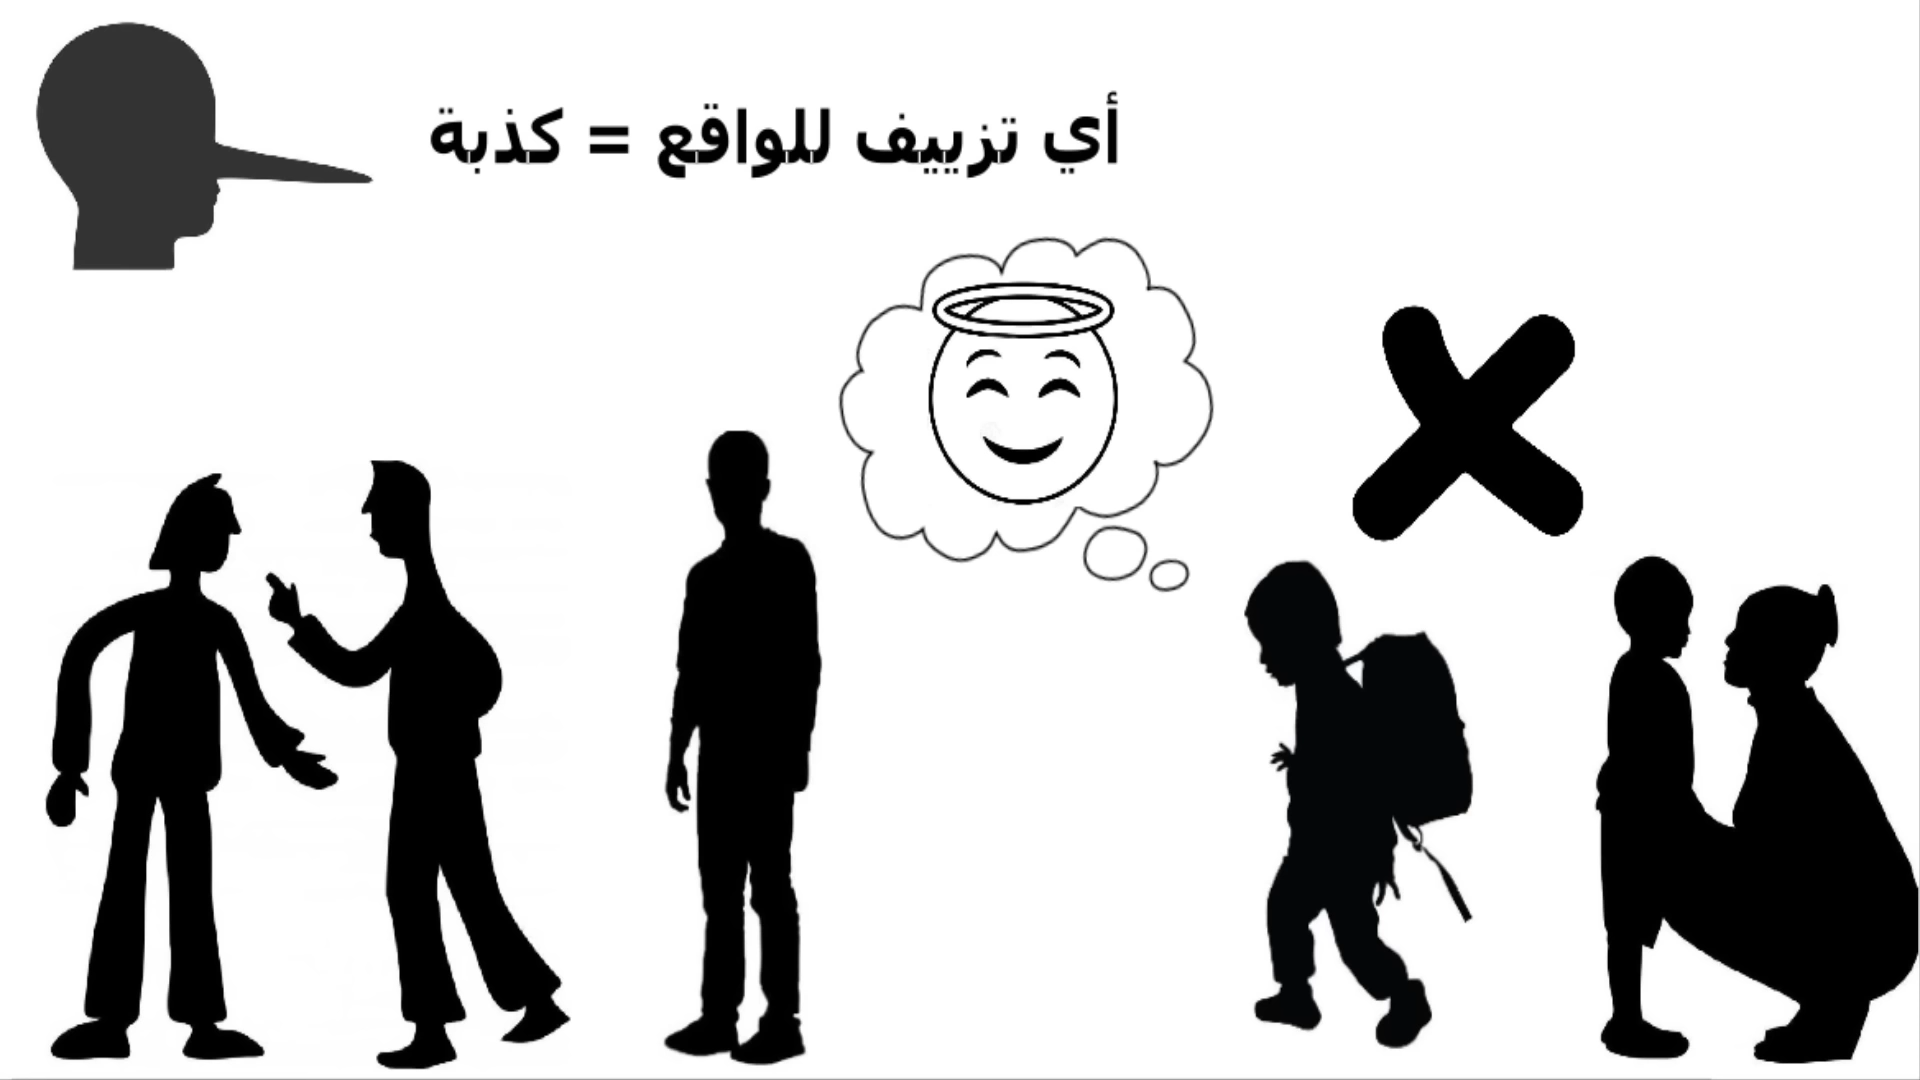 أي تزييف للواقع = كذبة